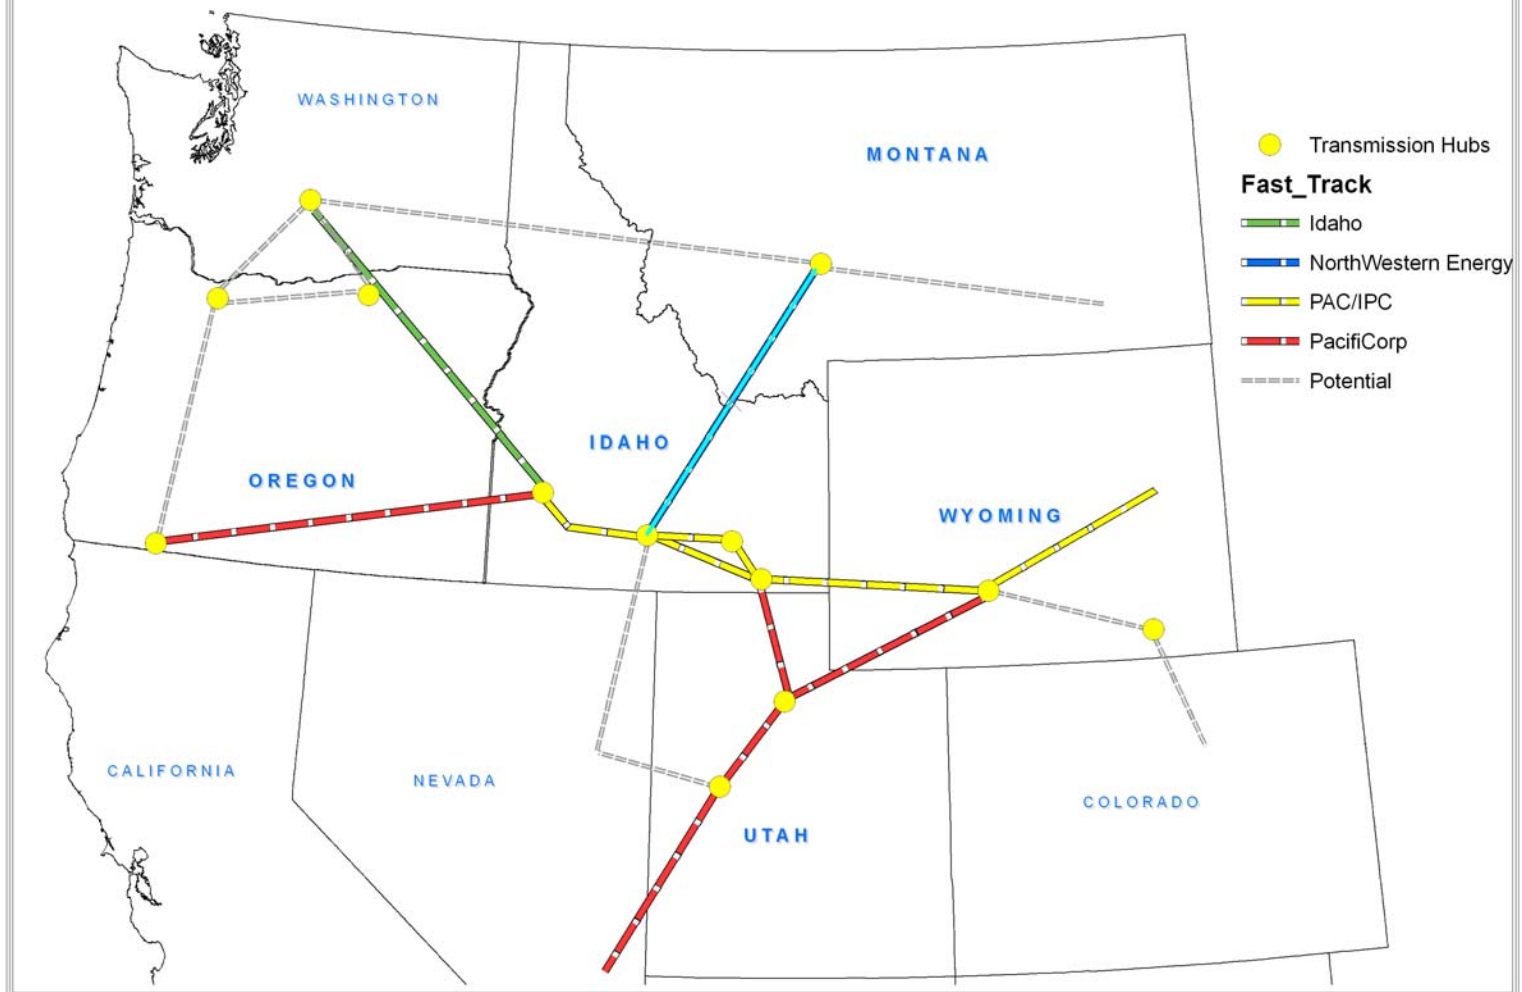 WASHINGTON
MONTANA
Transmission Hubs
Fast_Track
Idaho
NorthWestern Energy
PAC/IPC
PacifiCorp
Potential
IDAHO
OREGON
WYOMING
CALIFORNIA
NEVADA
COLORADO
UTAH